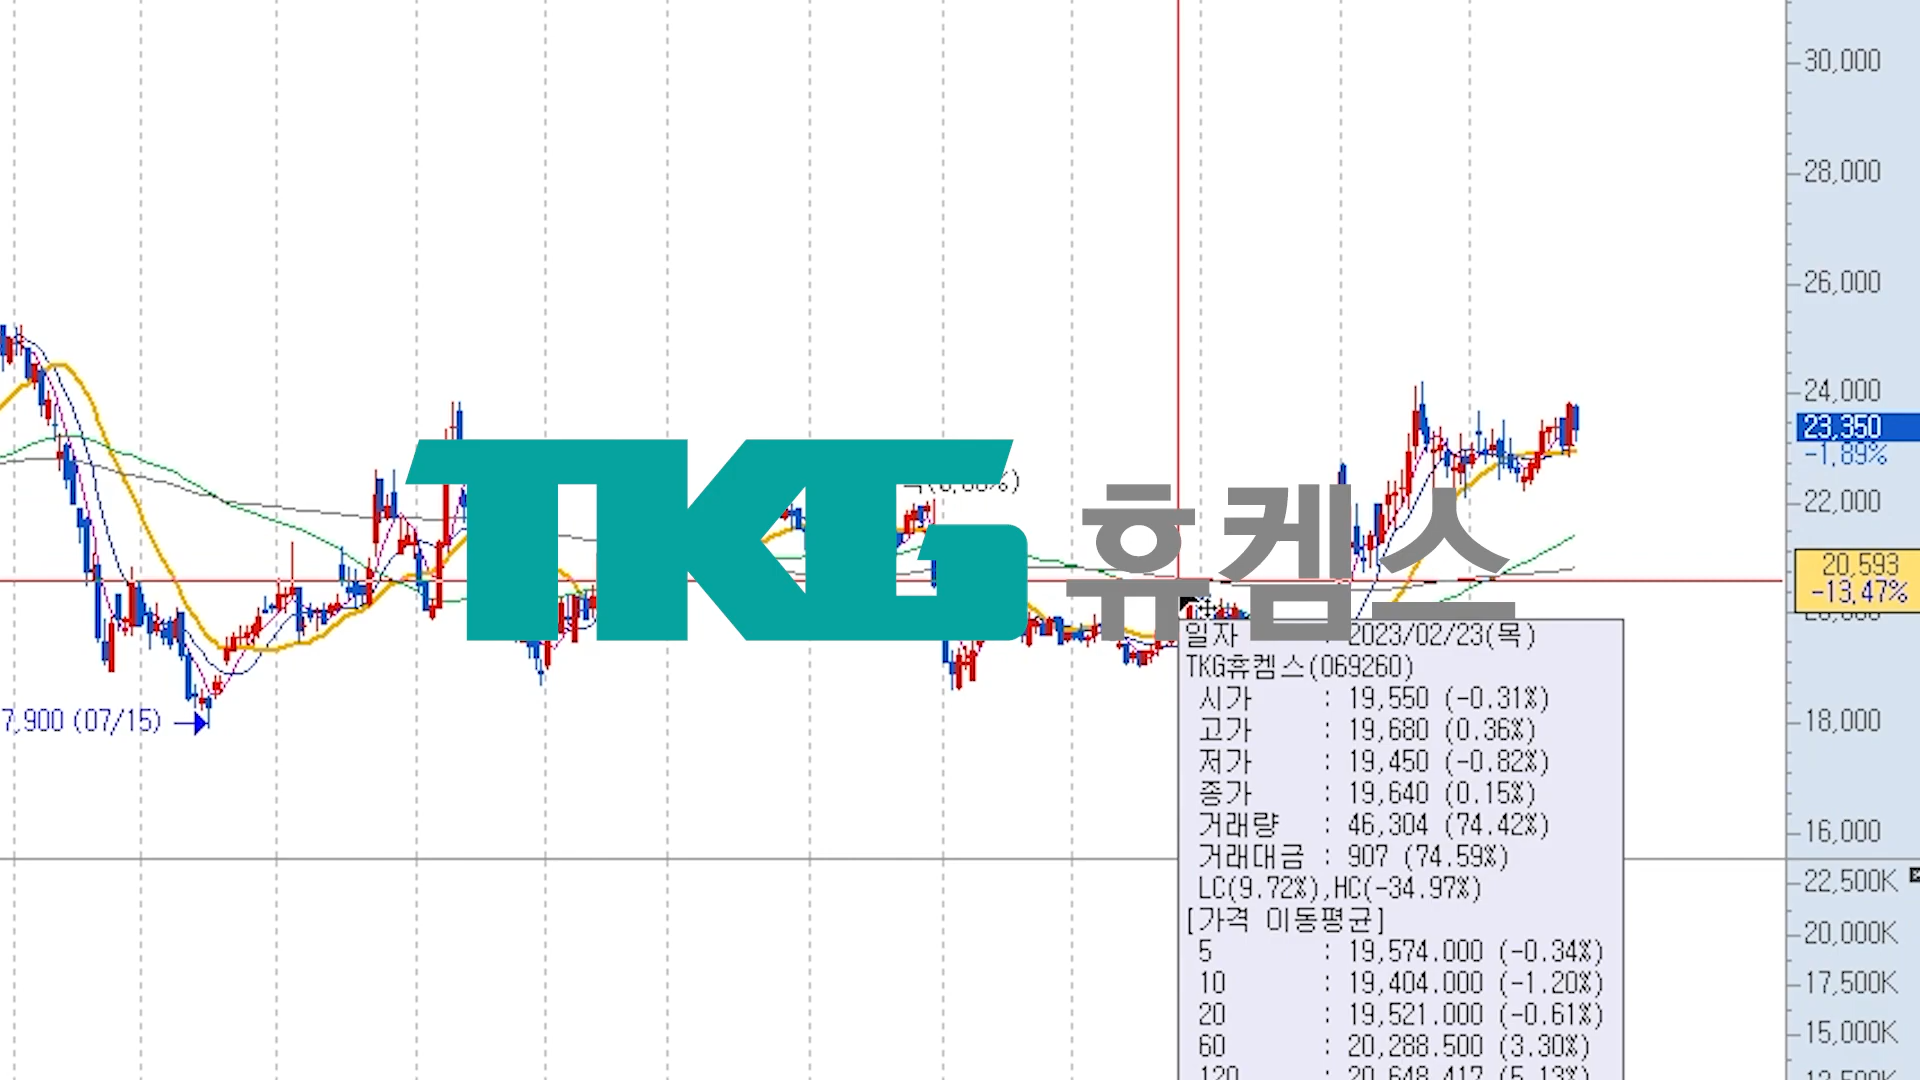 30,000
28,000
26,000
24,000
23,350
-1,89%
22,000
20,593
-13,47%
18,000
16,000
22,500K
20,000K
17,500K
15,000K
TKG 휴켐스
7,900 (07/15)
일자 : 2023/02/23(목)
TKG휴켐스(069260)
시가 : 19,550 (-0.31%)
고가 : 19,680 (0.36%)
저가 : 19,450 (-0.82%)
종가 : 19,640 (0.15%)
거래량 : 46,304 (74.42%)
거래대금 : 907 (74.59%)
LC(9.72%),HC(-34.97%)
[가격 이동평균]
5 : 19,574.000 (-0.34%)
10 : 19,404.000 (-1.20%)
20 : 19,521.000 (-0.61%)
60 : 20,288.500 (3.30%)
120 : 20,648.417 (5.13%)